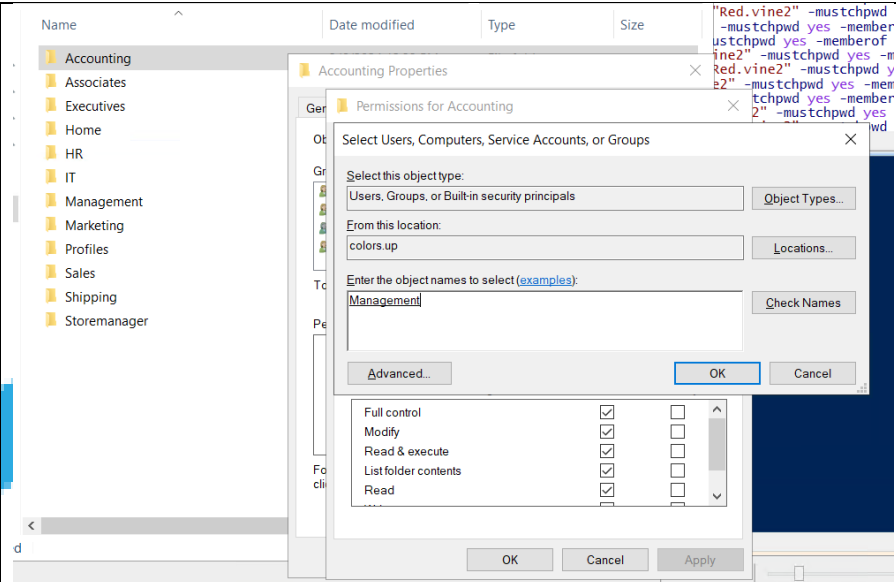 Name
Date modified
Type
Size
Accounting
Associates
Executives
Home
HR
IT
Management
Marketing
Profiles
Sales
Shipping
Storemanager
"Red.vine2" -mustchpwd
-mustchpwd yes -member
ustchpwd yes -memberof
ine2" -mustchpwd yes -m
Red.vine2" -mustchpwd y
e2" -mustchpwd yes -mem
tchpwd yes -member
2" -mustchpwd yes
Accounting Properties
Permissions for Accounting
Select Users, Computers, Service Accounts, or Groups
Select this object type:
Users, Groups, or Built-in security principals
Object Types...
From this location:
colors.up
Locations...
Enter the object names to select (examples):
Management
Check Names
Advanced...
OK
Cancel
Full control
Modify
Read & execute
List folder contents
Read
OK
Cancel
Apply